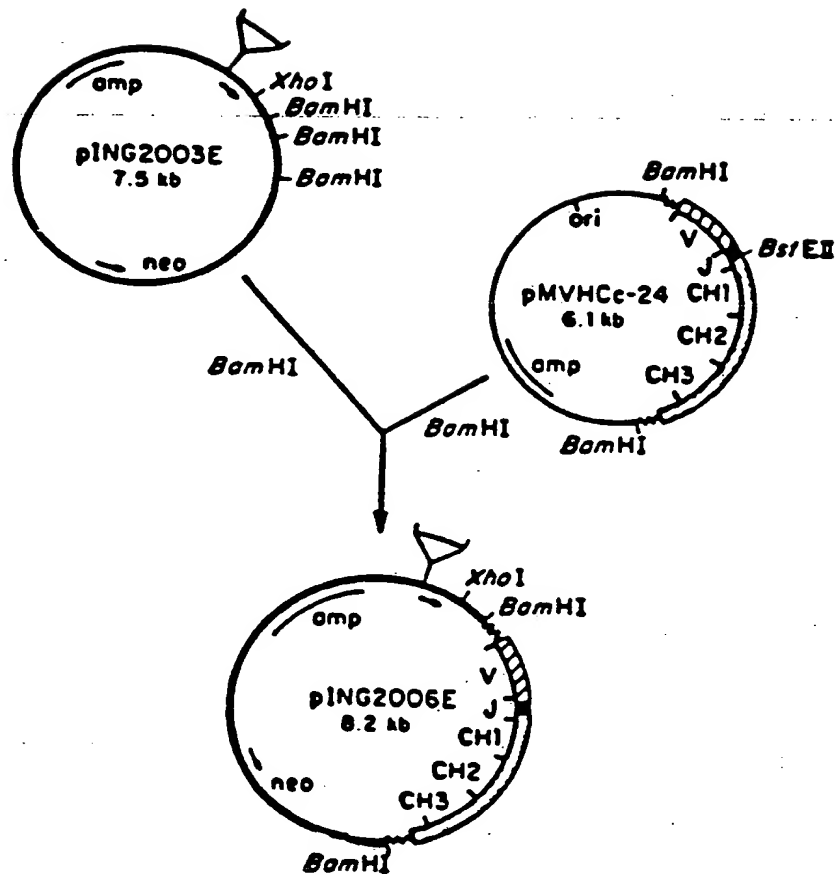 amp
XhoI
BamHI
BamHI
pING2003E
7.5 kb
BamHI
neo
BamHI
ori
V
BstEII
J
pMVHCc-24
6.1 kb
CH1
CH2
amp
CH3
BamHI
BamHI
BamHI
XhoI
BamHI
amp
V
pING2006E
8.2 kb
J
CH1
CH2
neo
CH3
BamHI